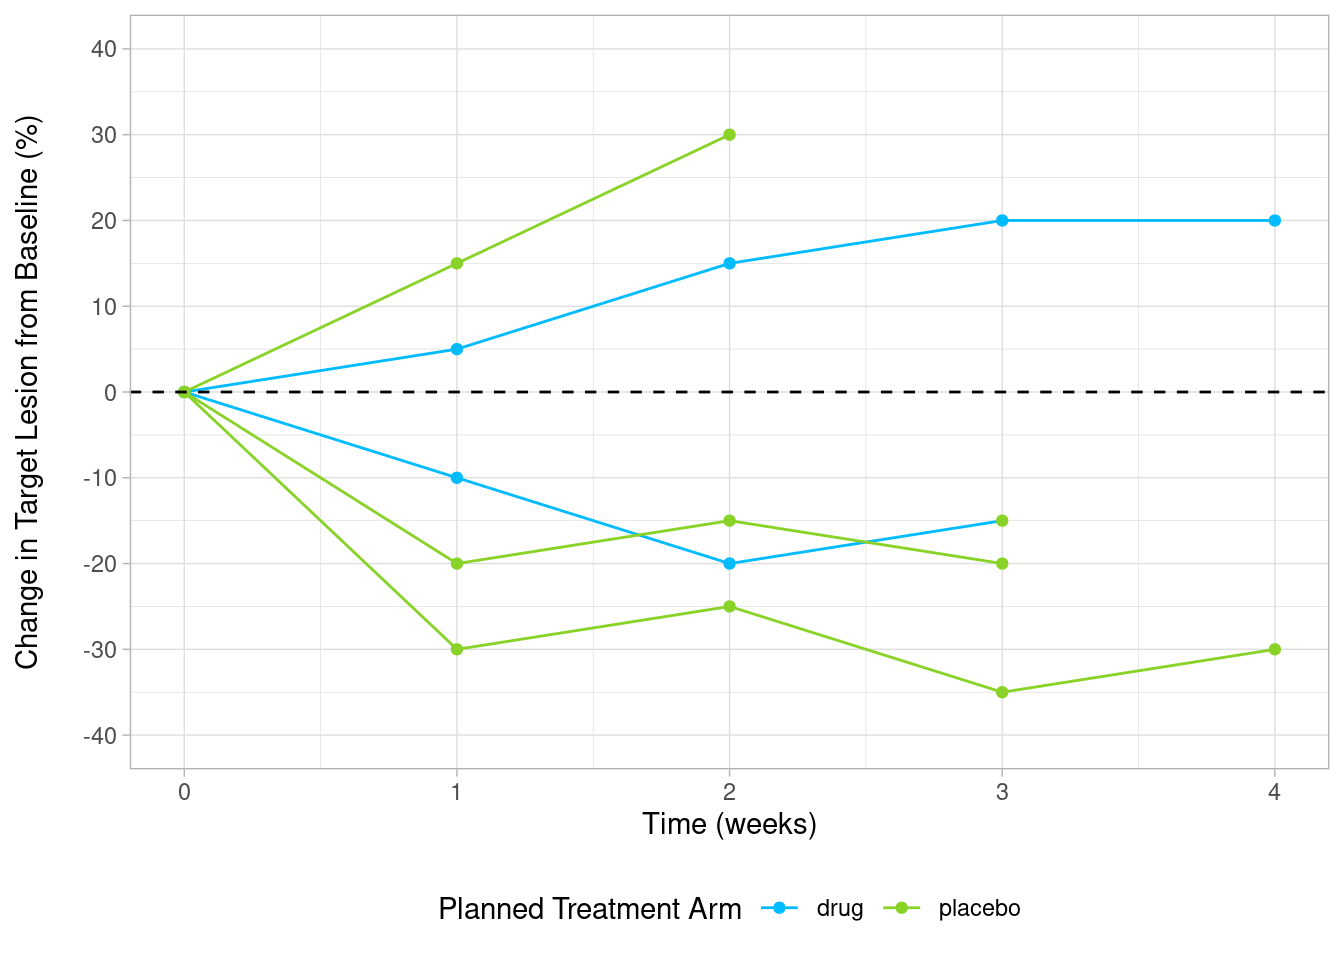 Change in Target Lesion from Baseline (%)
40
30
20
10
0
-10
-20
-30
-40
0 1 2 3 4
Time (weeks)
Planned Treatment Arm drug placebo